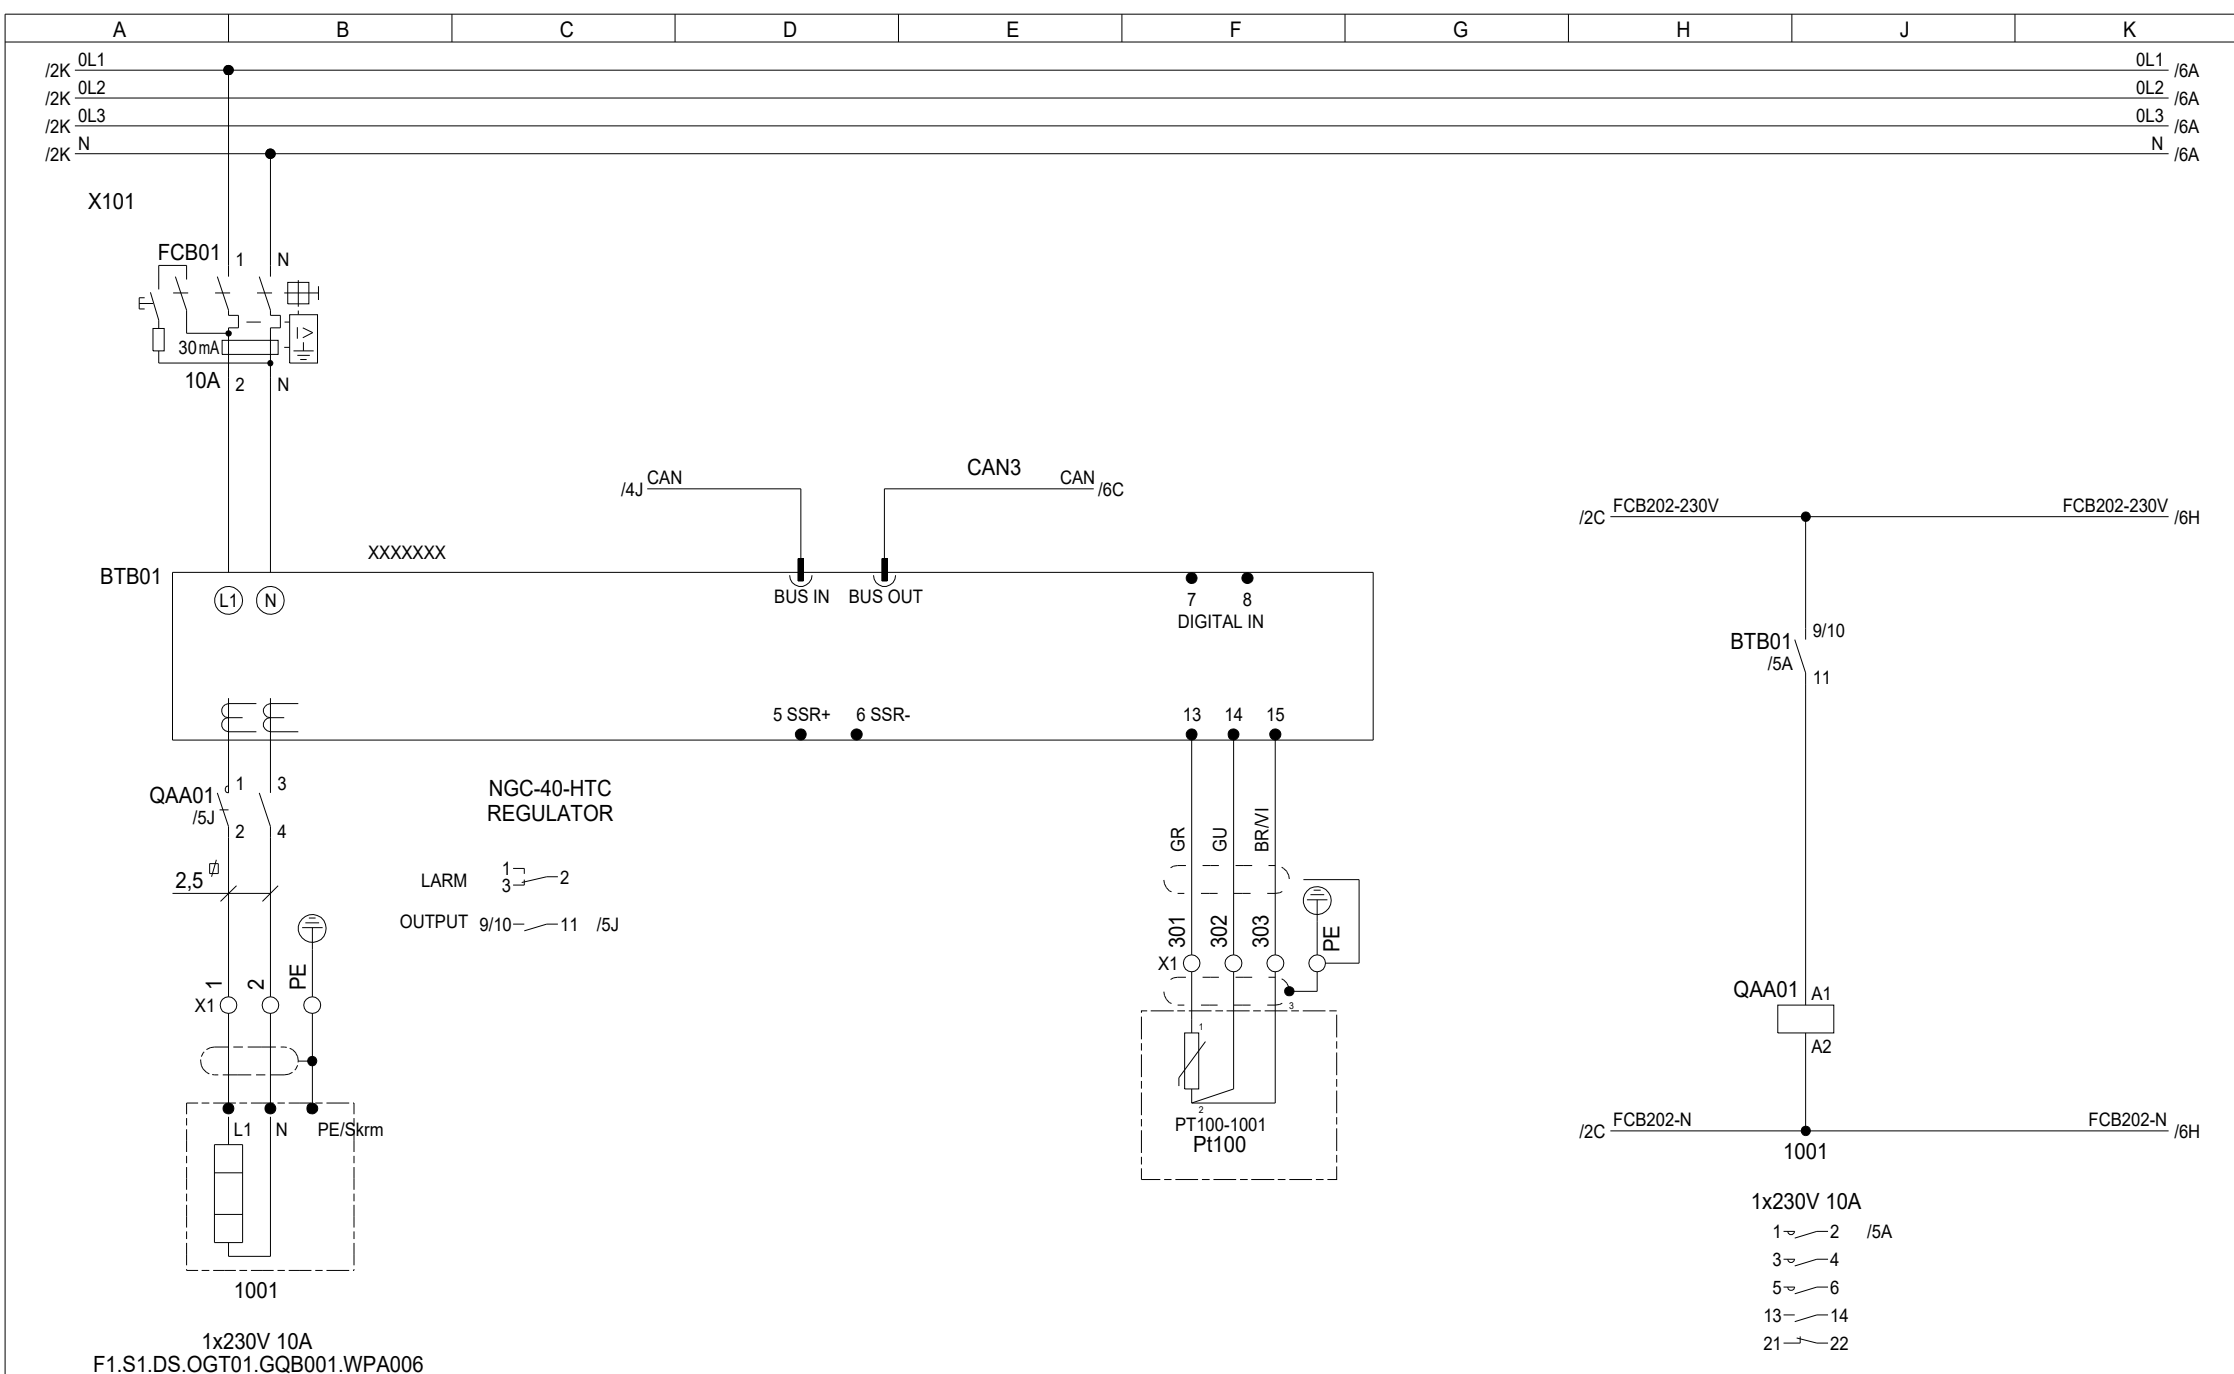 A B C D E F G H J K
/2K 0L1 0L1 /6A
/2K 0L2 0L2 /6A
/2K 0L3 0L3 /6A
/2K N N /6A
X101
FCB01 1 N
I>
30mA
10A 2 N
CAN3
/4J CAN CAN /6C
/2C FCB202-230V FCB202-230V /6H
XXXXXXX
BTB01
L1 N BUS IN BUS OUT 7 8
DIGITAL IN
BTB01 9/10
/5A
11
5 SSR+ 6 SSR- 13 14 15
QAA01 1 3
/5J
2 4
NGC-40-HTC
REGULATOR
GR GU BR/VI
2,5
LARM 1 3 2
OUTPUT 9/10 11 /5J
301 302 303 PE
X1
3
1 2 PE
X1
QAA01 A1
A2
1
2
PT100-1001
Pt100
L1 N PE/Skrm
/2C FCB202-N FCB202-N /6H
1001
1001
1x230V 10A
F1.S1.DS.OGT01.GQB001.WPA006
1x230V 10A
1 2 /5A
3 4
5 6
13 14
21 22